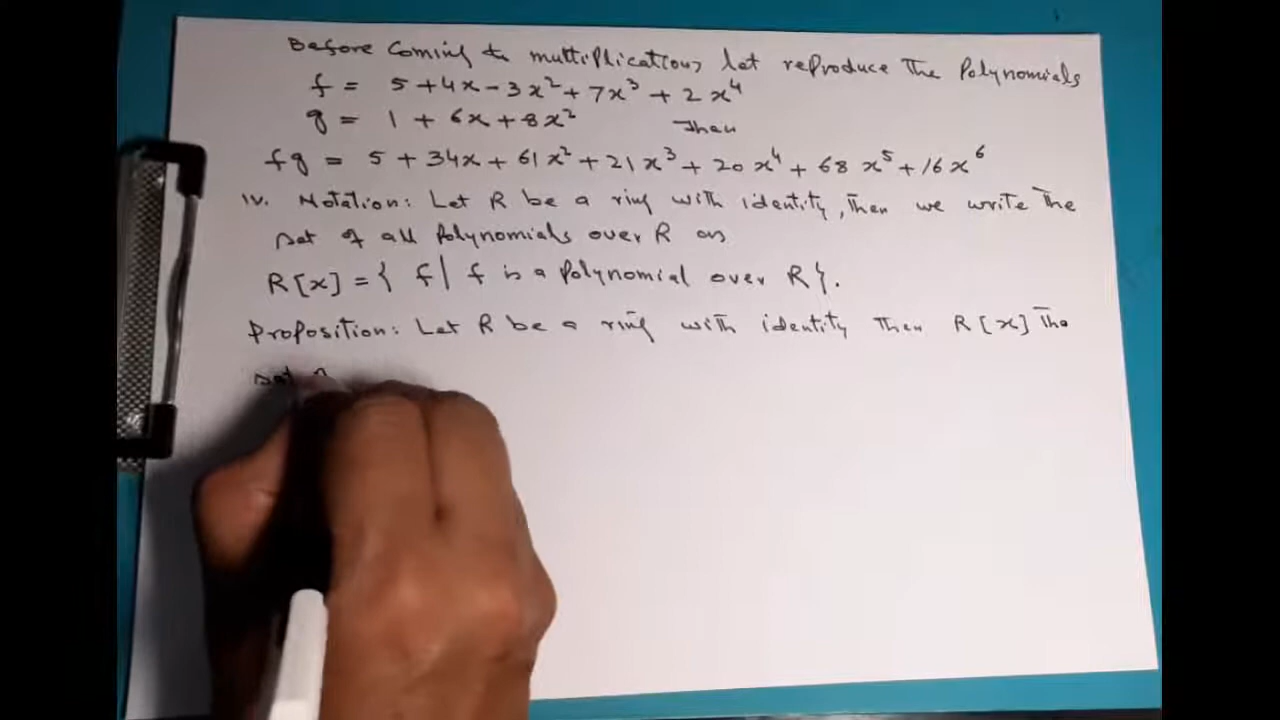 Before Coming to multiplication, let reproduce the Polynomials
f = 5 + 4x - 3x² + 7x³ + 2x⁴
g = 1 + 6x + 8x² Then
fg = 5 + 34x + 61x² + 21x³ + 20x⁴ + 68x⁵ + 16x⁶
iv. Notation: Let R be a ring with identity, Then we write The
set of all Polynomials over R as
R[x] = { f | f is a Polynomial over R }.
Proposition: Let R be a ring with identity Then R[x] The
set